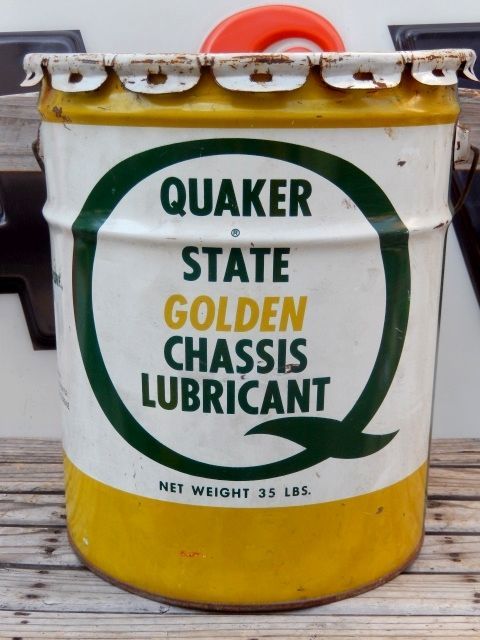 QUAKER
®
STATE
GOLDEN
CHASSIS
LUBRICANT
NET WEIGHT 35 LBS.